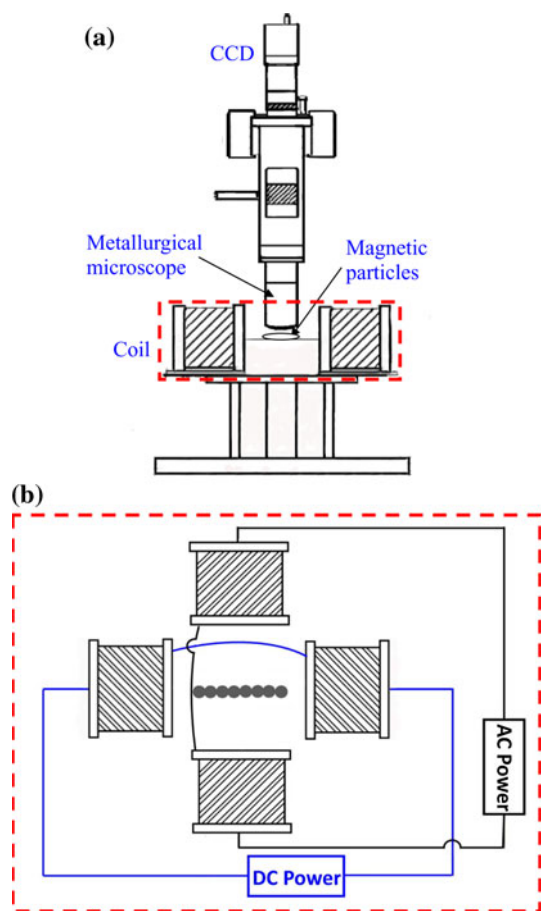 (a)
CCD
Metallurgical
microscope
Magnetic
particles
Coil
(b)
AC Power
DC Power